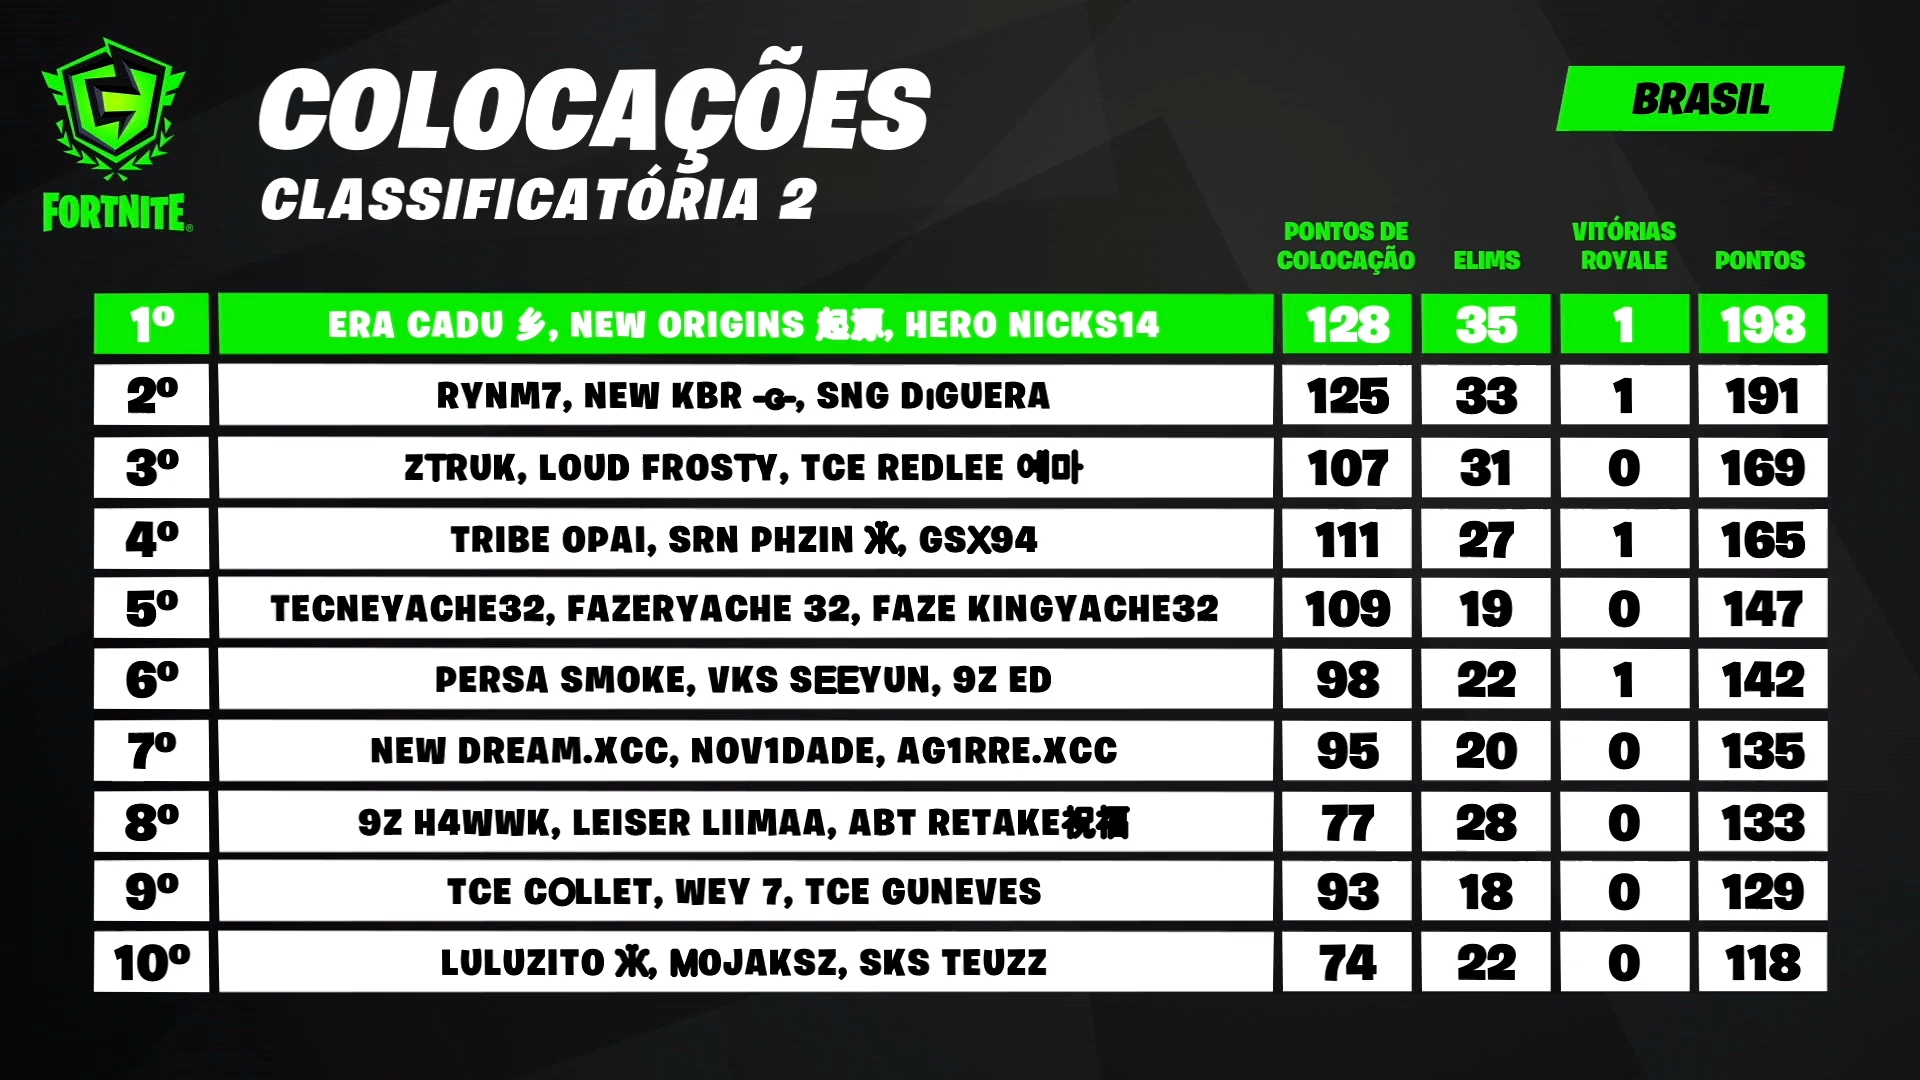 COLOCAÇÕES
CLASSIFICATÓRIA 2
FORTNITE®
BRASIL
PONTOS DE COLOCAÇÃO ELIMS VITÓRIAS ROYALE PONTOS
1º ERA CADU 乡, NEW ORIGINS 起源, HERO NICKS14 128 35 1 198
2º RYNM7, NEW KBR -G-, SNG DıGUERA 125 33 1 191
3º ZTRUK, LOUD FROSTY, TCE REDLEE 예마 107 31 0 169
4º TRIBE OPAI, SRN PHZIN Ж, GSX94 111 27 1 165
5º TECNEYACHE32, FAZERYACHE 32, FAZE KINGYACHE32 109 19 0 147
6º PERSA SMOKE, VKS SEEYUN, 9Z ED 98 22 1 142
7º NEW DREAM.XCC, NOV1DADE, AG1RRE.XCC 95 20 0 135
8º 9Z H4WWK, LEISER LIIMAA, ABT RETAKE祝福 77 28 0 133
9º TCE COLLET, WEY 7, TCE GUNEVES 93 18 0 129
10º LULUZITO Ж, MOJAKSZ, SKS TEUZZ 74 22 0 118